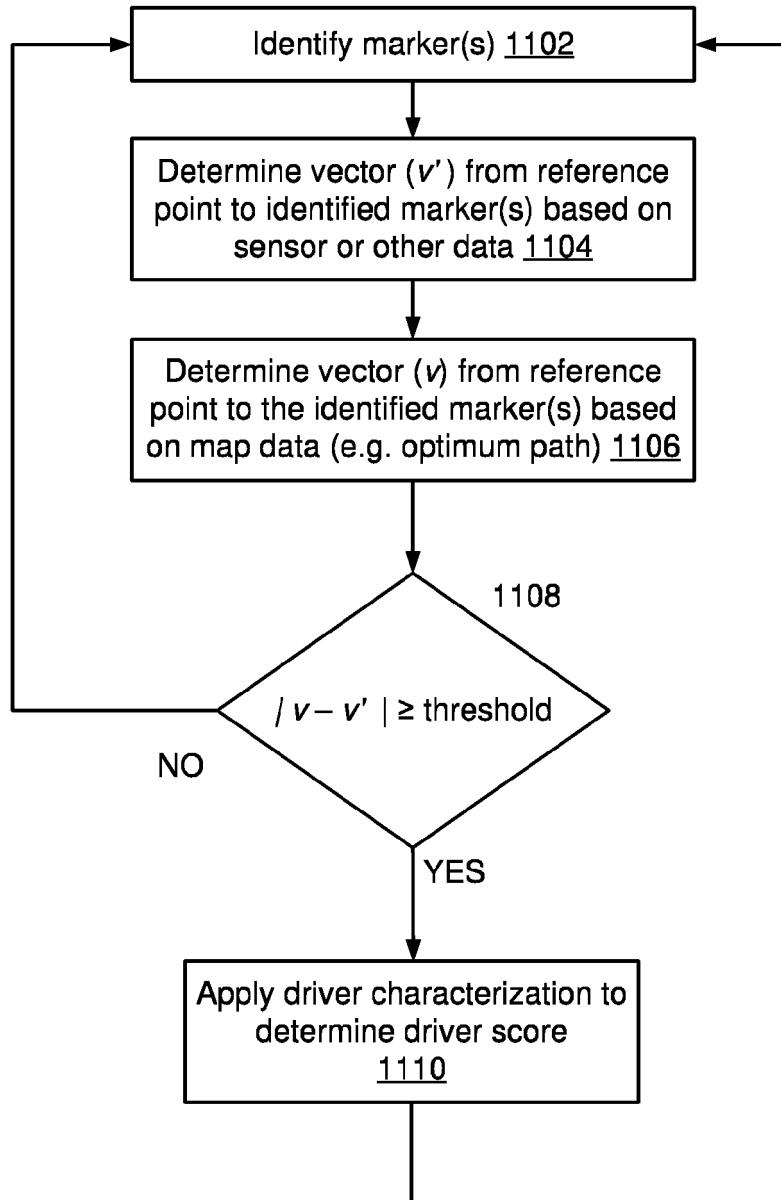 Identify marker(s) 1102
Determine vector (v') from reference
point to identified marker(s) based on
sensor or other data 1104
Determine vector (v) from reference
point to the identified marker(s) based
on map data (e.g. optimum path) 1106
1108
| v – v' | ≥ threshold
NO
YES
Apply driver characterization to
determine driver score
1110